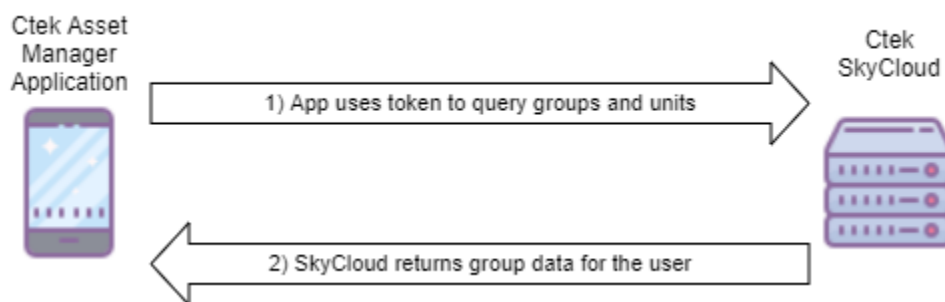 Ctek Asset
Manager
Application
Ctek
SkyCloud
1) App uses token to query groups and units
2) SkyCloud returns group data for the user